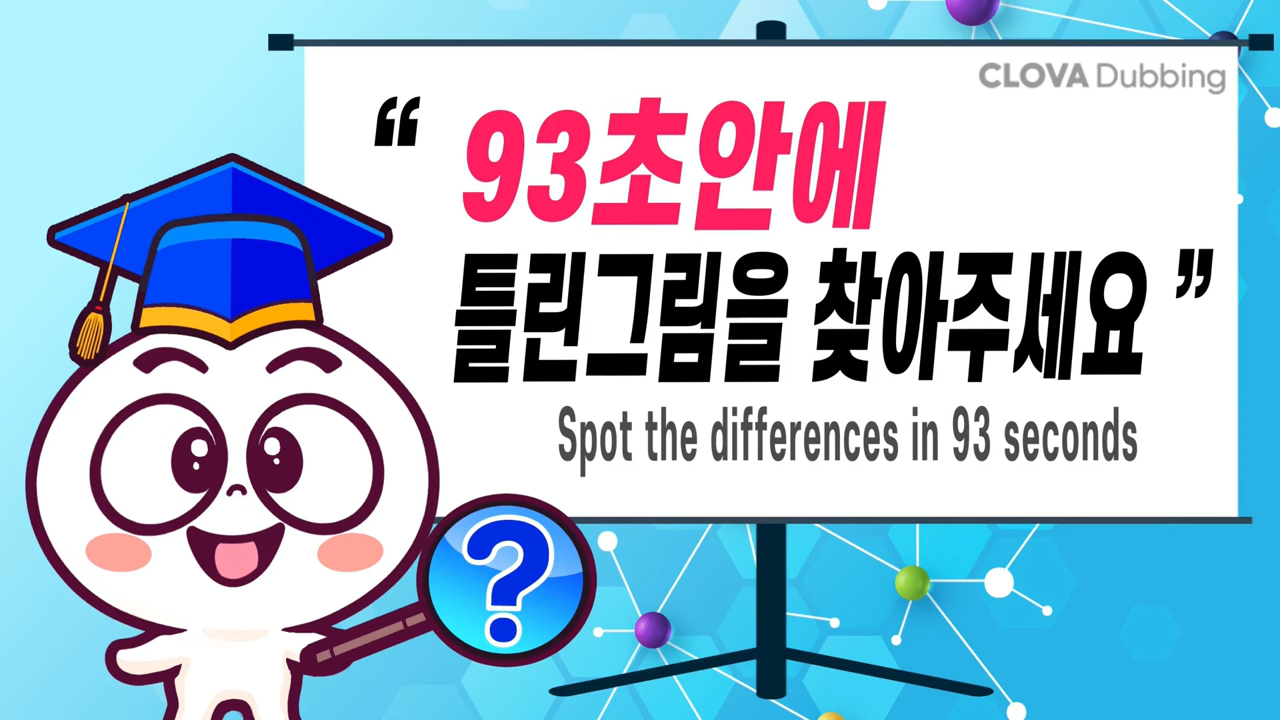 CLOVA Dubbing
“ 93초안에
틀린그림을 찾아주세요 ”
Spot the differences in 93 seconds
?